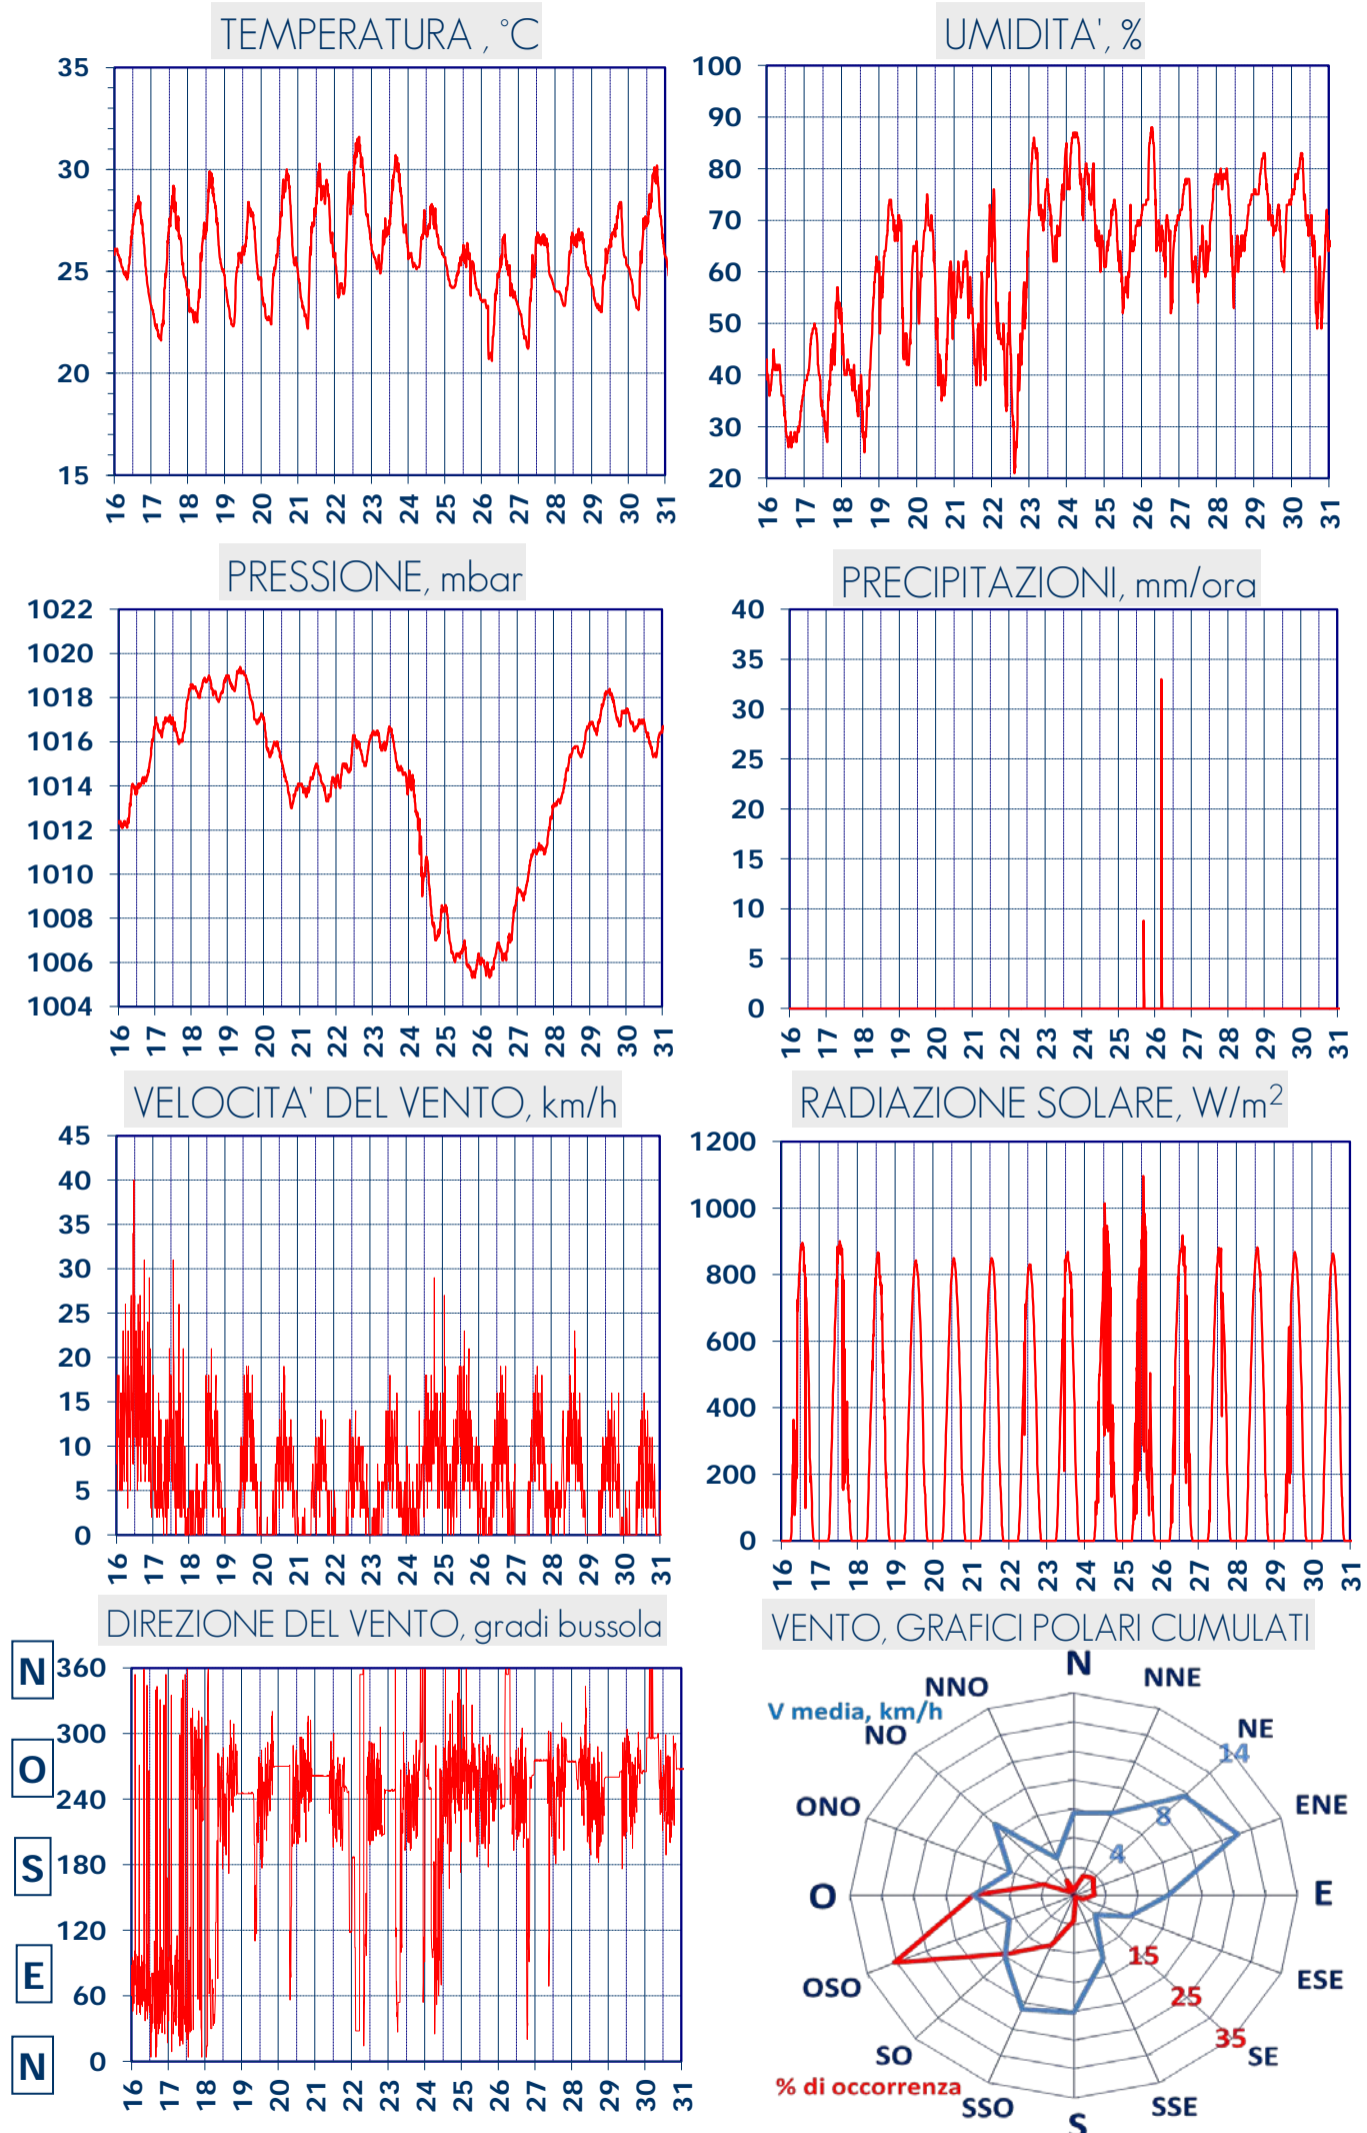 TEMPERATURA , °C
35
30
25
20
15
16 17 18 19 20 21 22 23 24 25 26 27 28 29 30 31
UMIDITA', %
100
90
80
70
60
50
40
30
20
16 17 18 19 20 21 22 23 24 25 26 27 28 29 30 31
PRESSIONE, mbar
1022
1020
1018
1016
1014
1012
1010
1008
1006
1004
16 17 18 19 20 21 22 23 24 25 26 27 28 29 30 31
PRECIPITAZIONI, mm/ora
40
35
30
25
20
15
10
5
0
16 17 18 19 20 21 22 23 24 25 26 27 28 29 30 31
VELOCITA' DEL VENTO, km/h
45
40
35
30
25
20
15
10
5
0
16 17 18 19 20 21 22 23 24 25 26 27 28 29 30 31
RADIAZIONE SOLARE, W/m²
1200
1000
800
600
400
200
0
16 17 18 19 20 21 22 23 24 25 26 27 28 29 30 31
DIREZIONE DEL VENTO, gradi bussola
N 360
300
O
240
S 180
120
E
60
N 0
16 17 18 19 20 21 22 23 24 25 26 27 28 29 30 31
VENTO, GRAFICI POLARI CUMULATI
N
NNO NNE
V media, km/h
NO NE
14
ONO 8 ENE
4
O E
15
OSO ESE
25
35
SO SE
% di occorrenza
SSO SSE
S